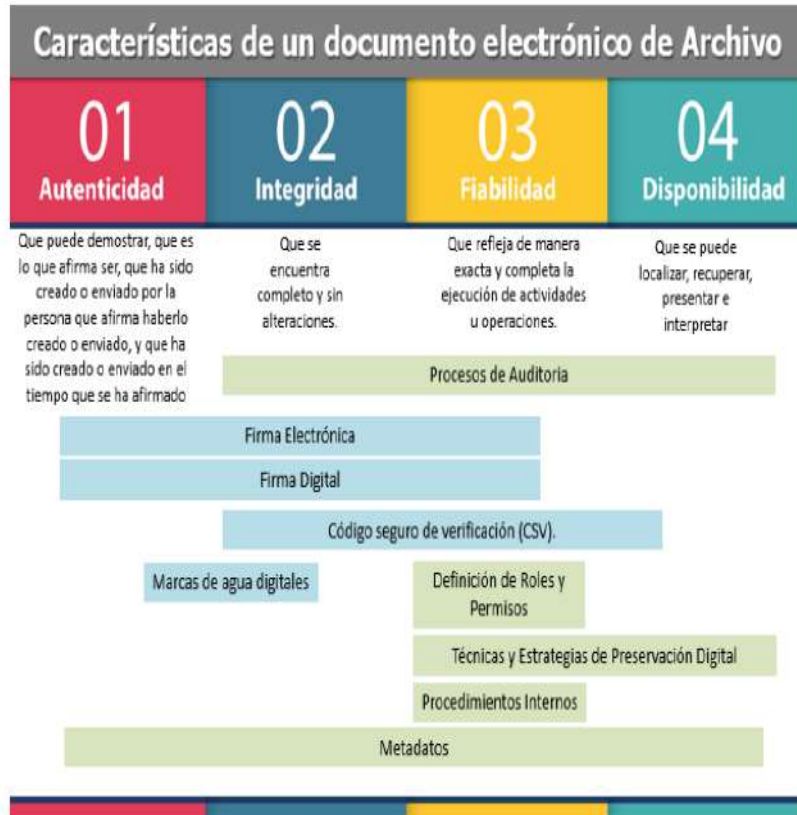 Características de un documento electrónico de Archivo
01
Autenticidad
02
Integridad
03
Fiabilidad
04
Disponibilidad
Que puede demostrar, que es
lo que afirma ser, que ha sido
creado o enviado por la
persona que afirma haberlo
creado o enviado, y que ha
sido creado o enviado en el
tiempo que se ha afirmado
Que se
encuentra
completo y sin
alteraciones.
Que refleja de manera
exacta y completa la
ejecución de actividades
u operaciones.
Que se puede
localizar, recuperar,
presentar e
interpretar
Procesos de Auditoria
Firma Electrónica
Firma Digital
Código seguro de verificación (CSV).
Marcas de agua digitales
Definición de Roles y
Permisos
Técnicas y Estrategias de Preservación Digital
Procedimientos Internos
Metadatos